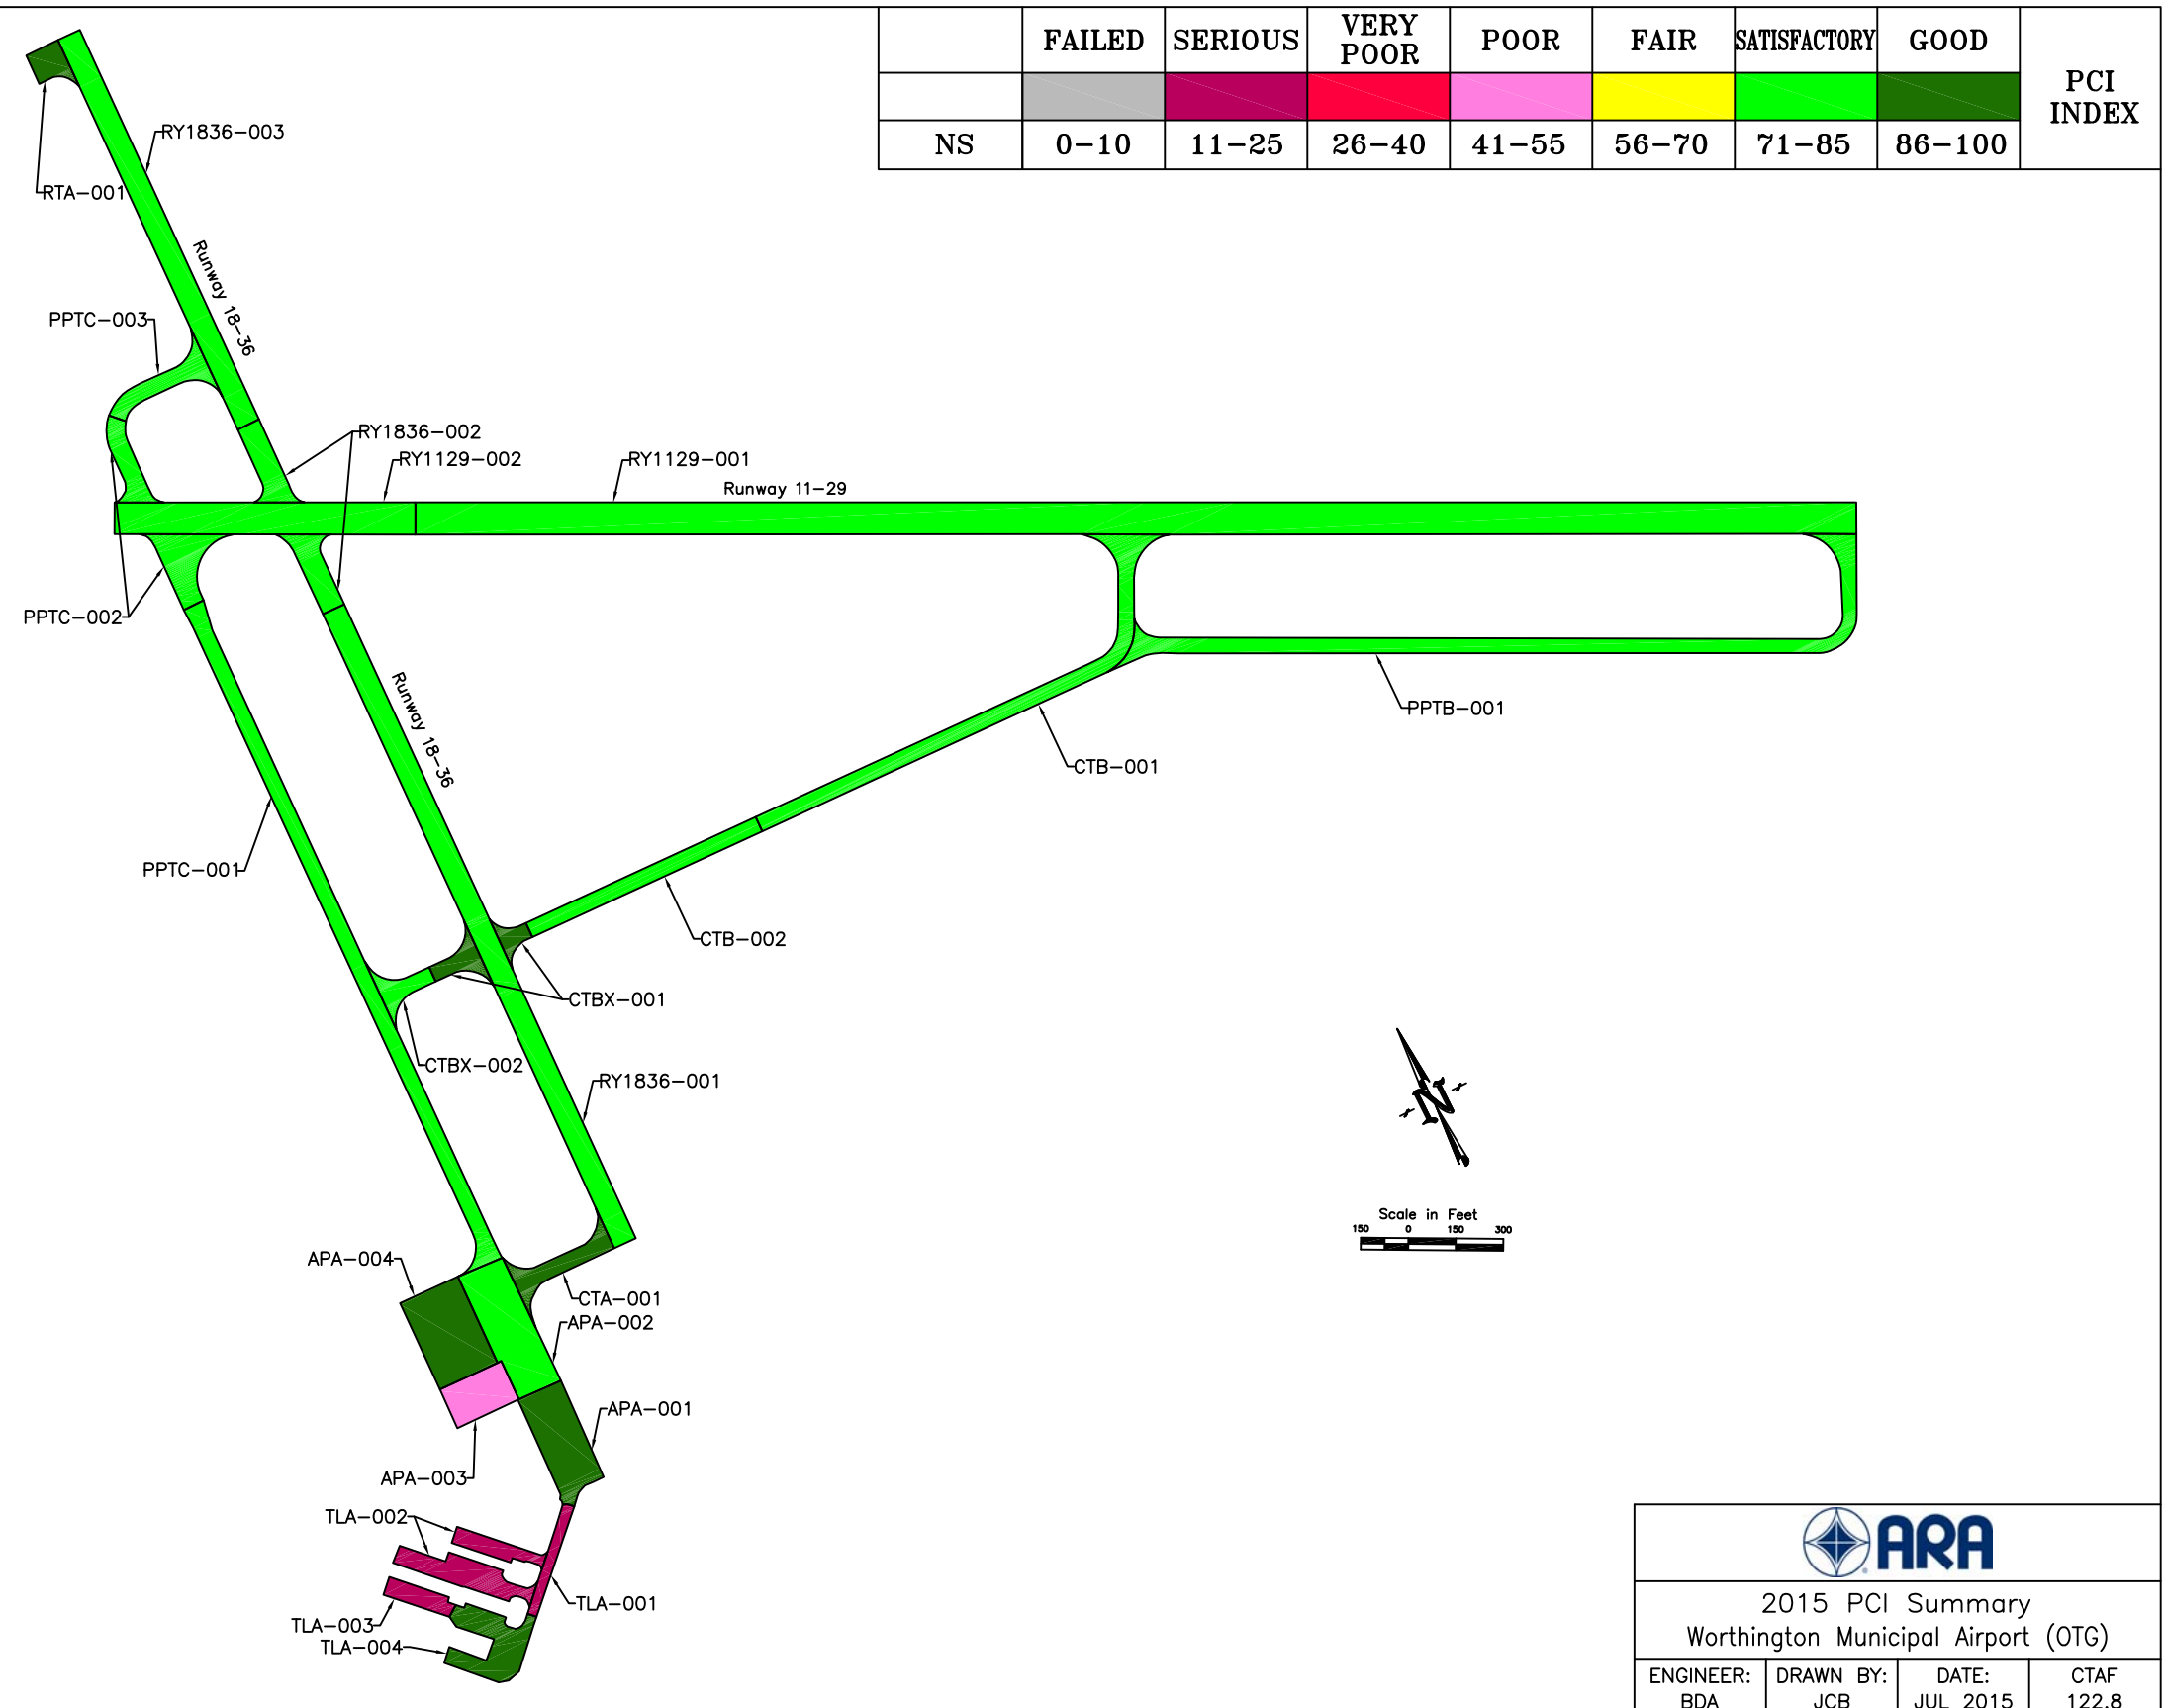 FAILED SERIOUS VERY POOR POOR FAIR SATISFACTORY GOOD
PCI INDEX
NS 0-10 11-25 26-40 41-55 56-70 71-85 86-100
RY1836-003
RTA-001
Runway 18-36
PPTC-003
RY1836-002
RY1129-002
RY1129-001
Runway 11-29
PPTC-002
Runway 18-36
PPTB-001
CTB-001
PPTC-001
CTB-002
CTBX-001
CTBX-002
RY1836-001
N
Scale in Feet
150 0 150 300
APA-004
CTA-001
APA-002
APA-001
APA-003
TLA-002
TLA-001
TLA-003
TLA-004
ARA
®
2015 PCI Summary
Worthington Municipal Airport (OTG)
ENGINEER: DRAWN BY: DATE: CTAF
BDA JCB JUL 2015 122.8